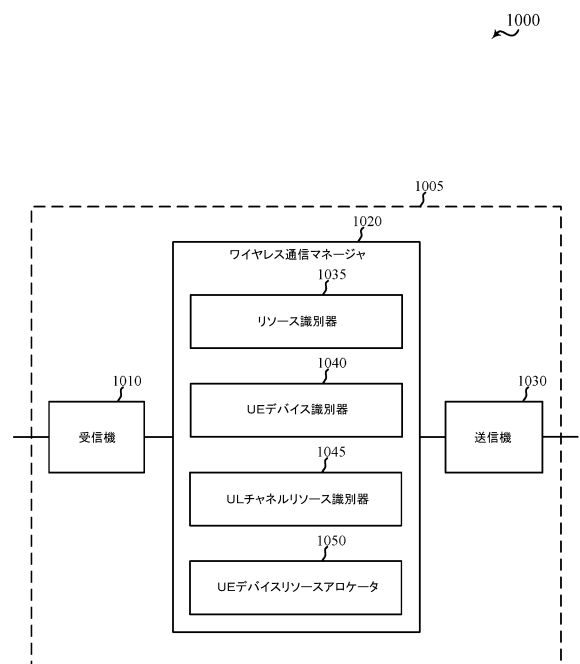 1000
1005
1020
ワイヤレス通信マネージャ
1035
リソース識別器
1040
UEデバイス識別器
1010
受信機
1030
送信機
1045
ULチャネルリソース識別器
1050
UEデバイスリソースアロケータ